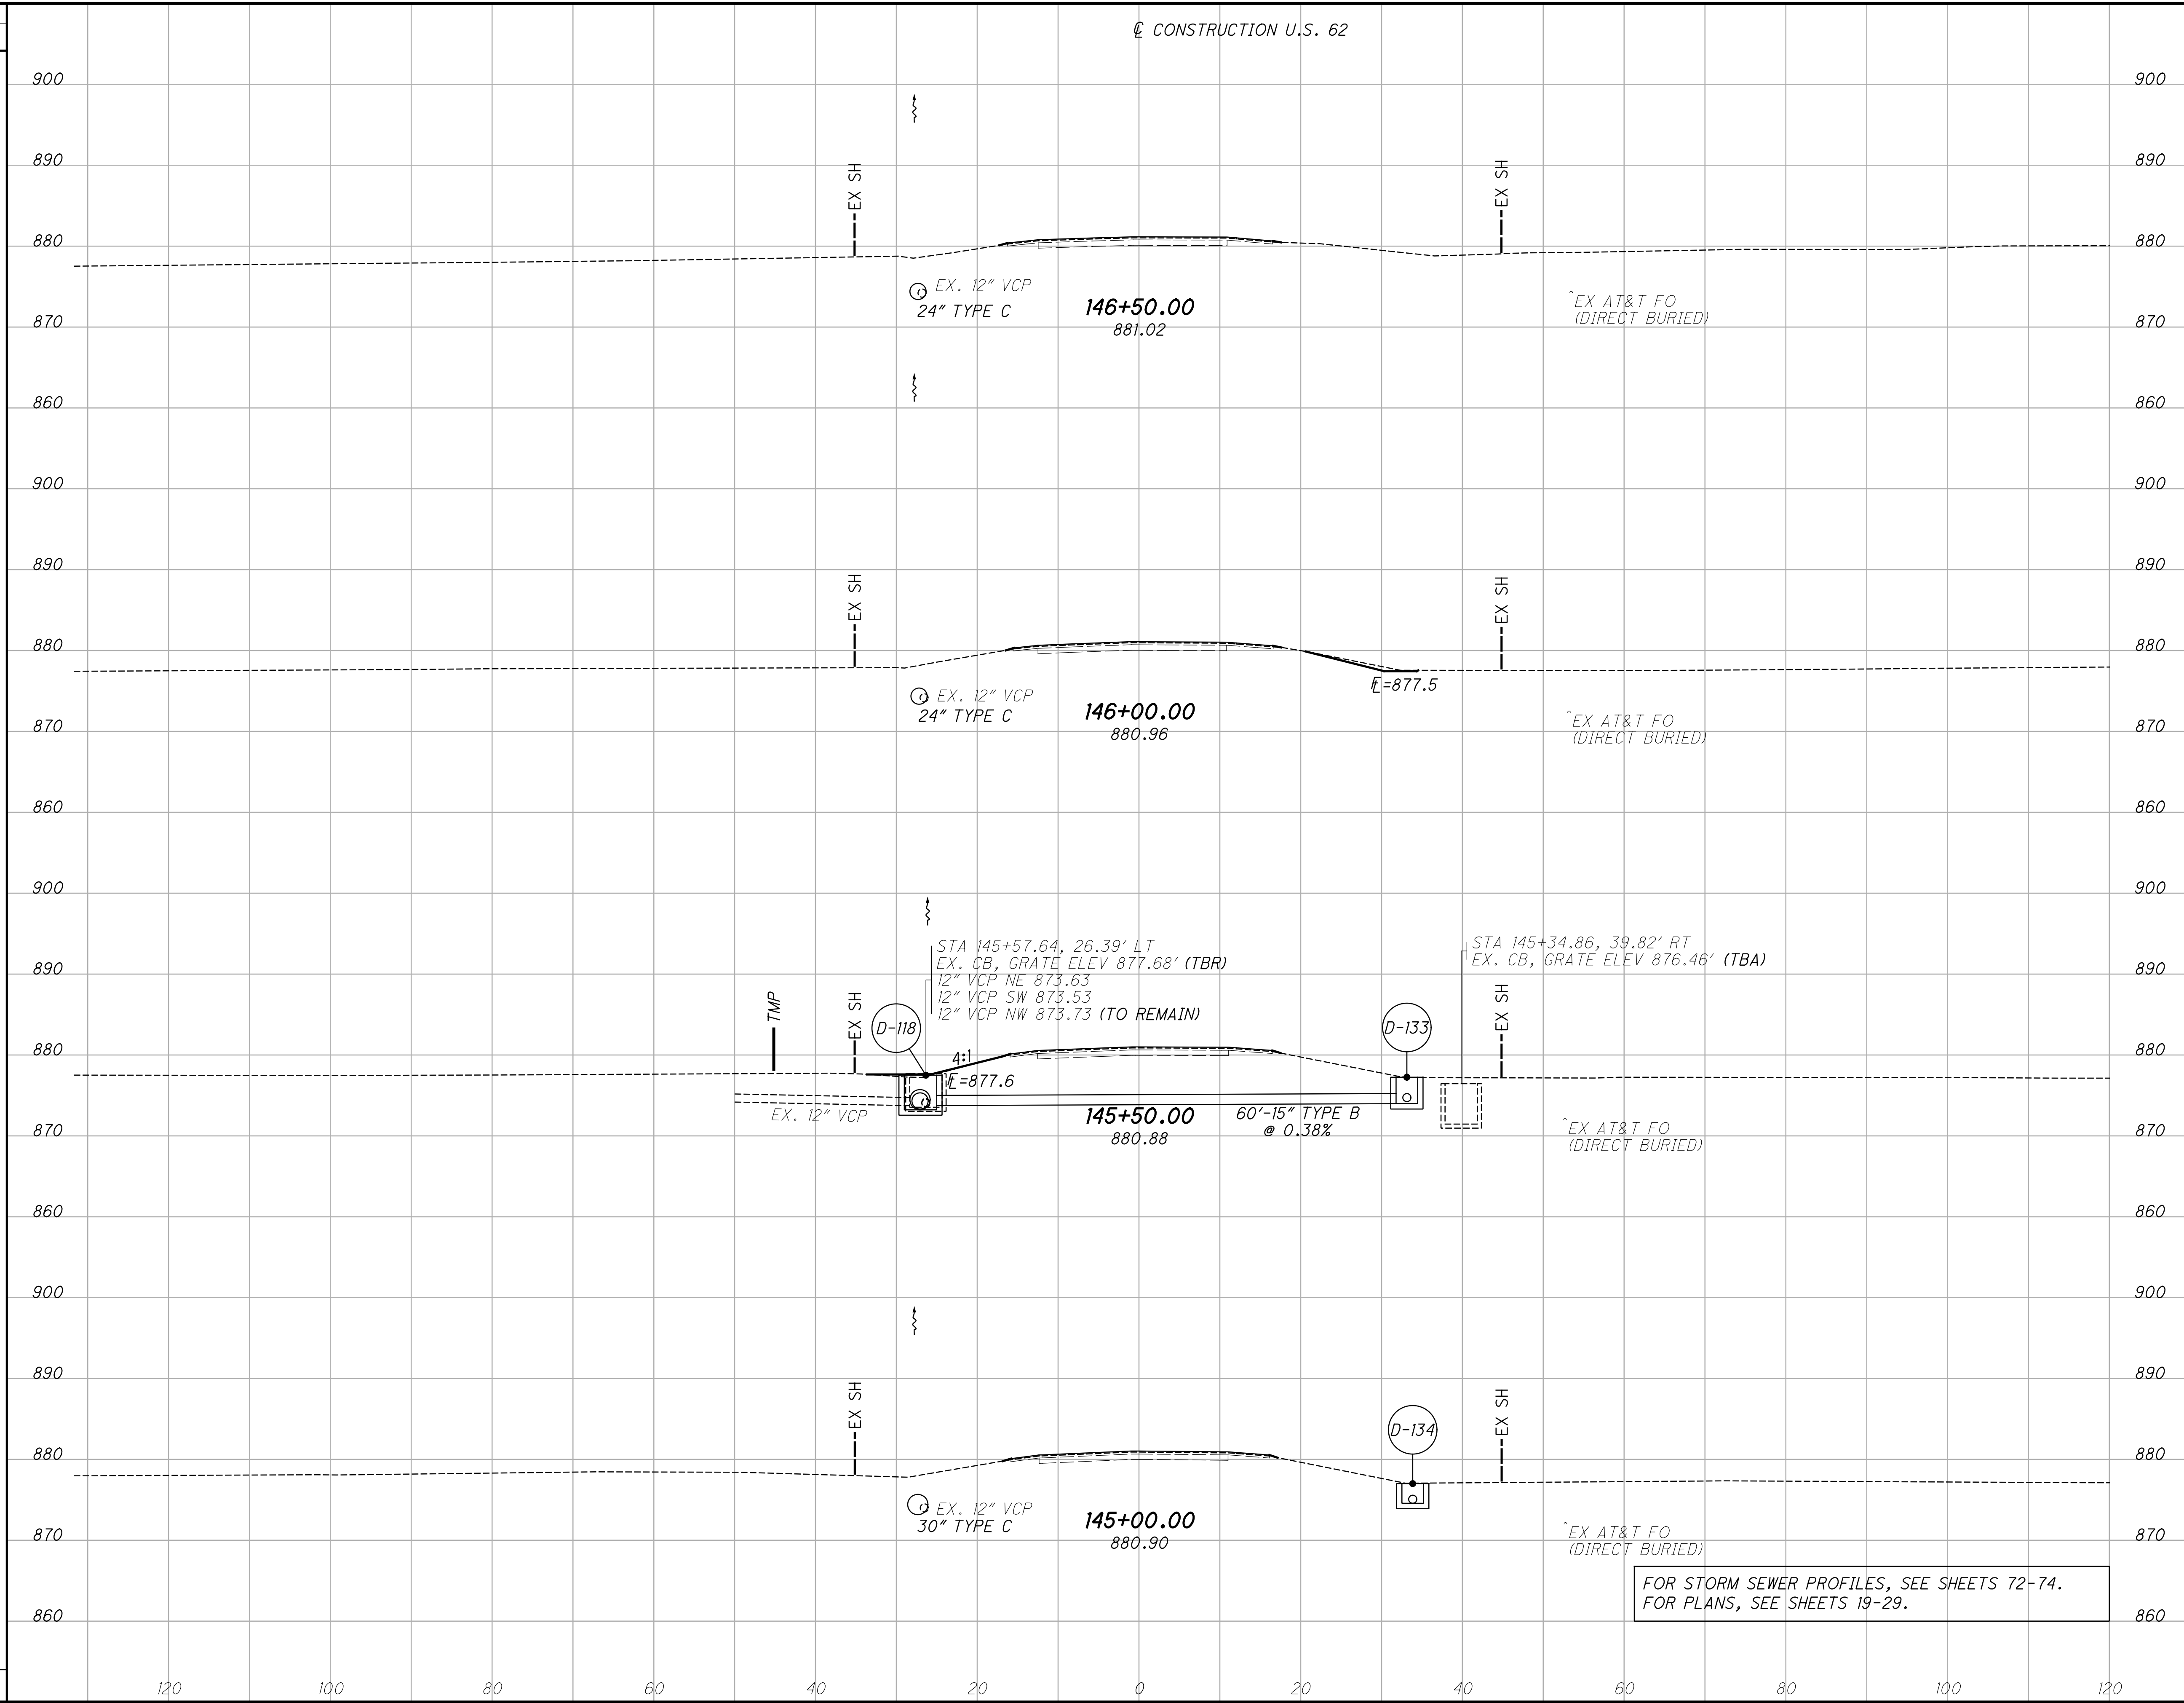 ℄ CONSTRUCTION U.S. 62
900 900
890 890
EX SH EX SH
880 880
EX. 12" VCP
24" TYPE C
146+50.00
881.02
^EX AT&T FO
(DIRECT BURIED)
870 870
860 860
900 900
890 890
EX SH EX SH
880 880
℄=877.5
EX. 12" VCP
24" TYPE C
146+00.00
880.96
^EX AT&T FO
(DIRECT BURIED)
870 870
860 860
900 900
STA 145+57.64, 26.39' LT
EX. CB, GRATE ELEV 877.68' (TBR)
12" VCP NE 873.63
12" VCP SW 873.53
12" VCP NW 873.73 (TO REMAIN)
STA 145+34.86, 39.82' RT
EX. CB, GRATE ELEV 876.46' (TBA)
890 890
TMP
EX SH EX SH
D-118 D-133
880 880
4:1
℄=877.6
EX. 12" VCP
145+50.00
880.88
60'-15" TYPE B
@ 0.38%
^EX AT&T FO
(DIRECT BURIED)
870 870
860 860
900 900
890 890
EX SH EX SH
D-134
880 880
EX. 12" VCP
30" TYPE C
145+00.00
880.90
^EX AT&T FO
(DIRECT BURIED)
870 870
FOR STORM SEWER PROFILES, SEE SHEETS 72-74.
FOR PLANS, SEE SHEETS 19-29.
860 860
120 100 80 60 40 20 0 20 40 60 80 100 120